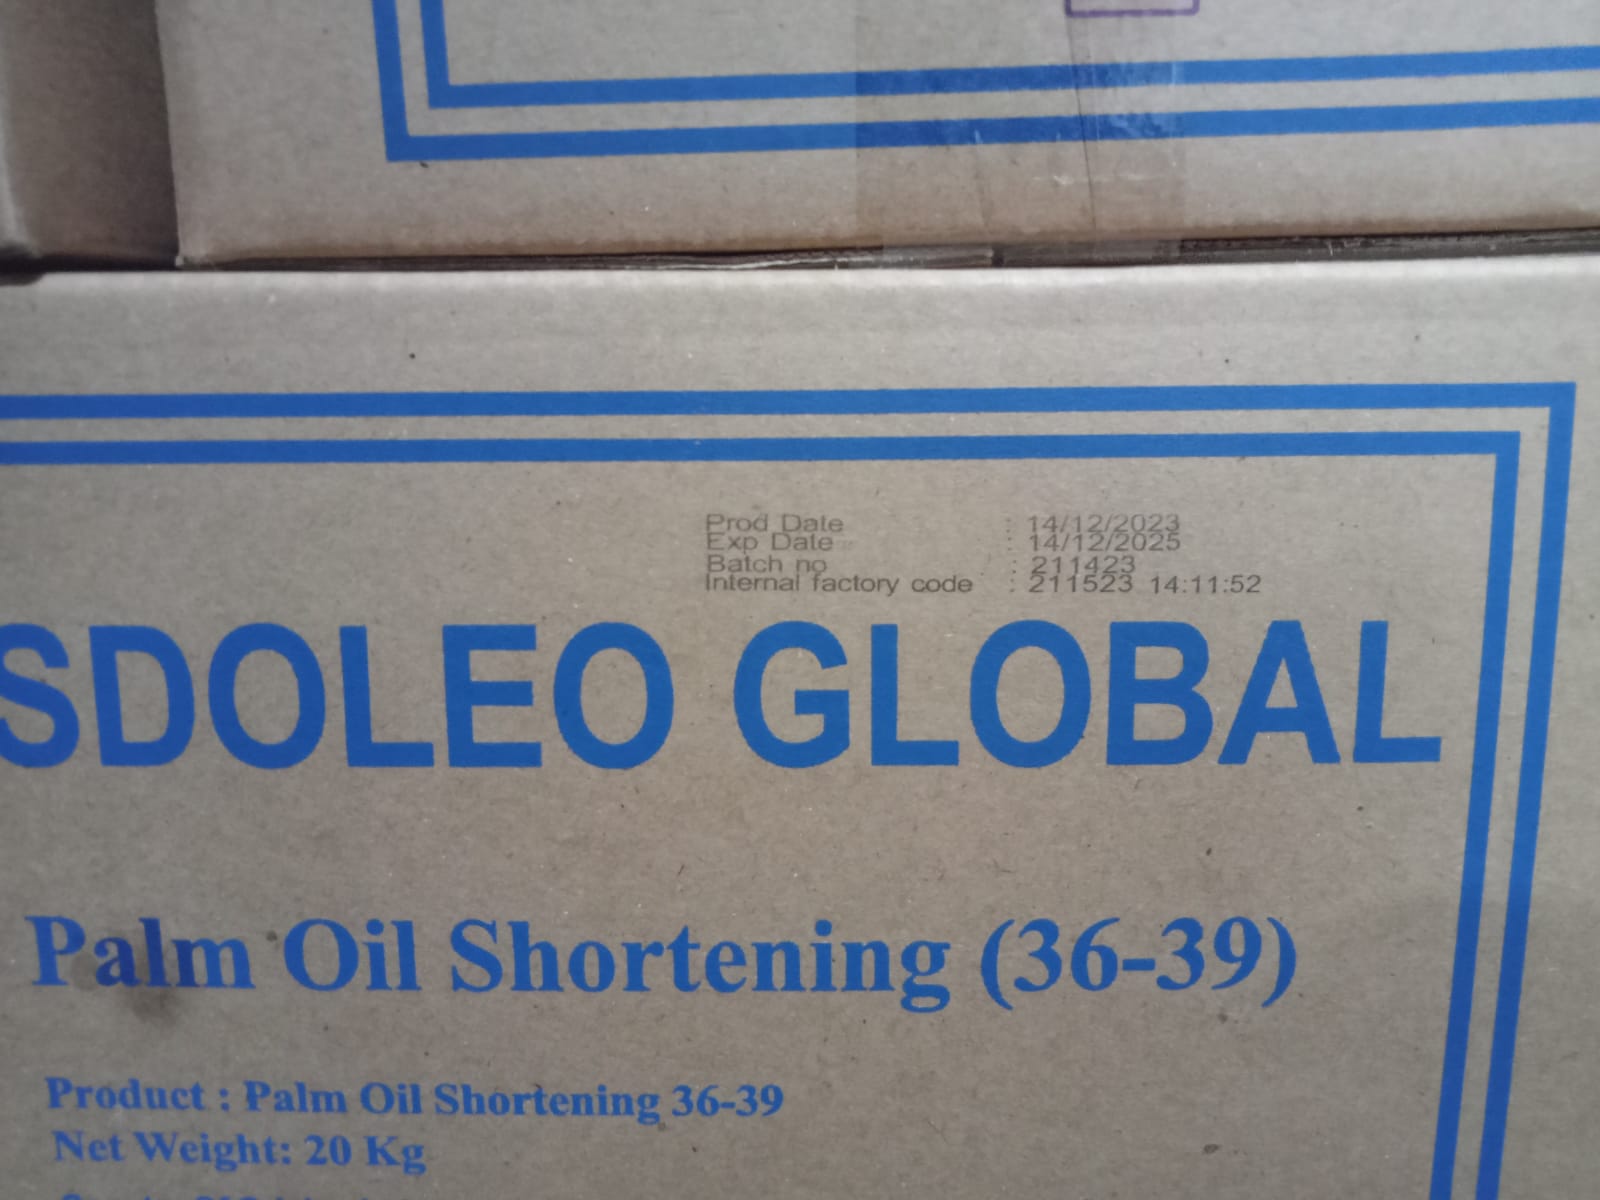 Prod Date : 14/12/2023
Exp Date : 14/12/2025
Batch no : 211423
Internal factory code : 211523 14:11:52
SDOLEO GLOBAL
Palm Oil Shortening (36-39)
Product : Palm Oil Shortening 36-39
Net Weight: 20 Kg